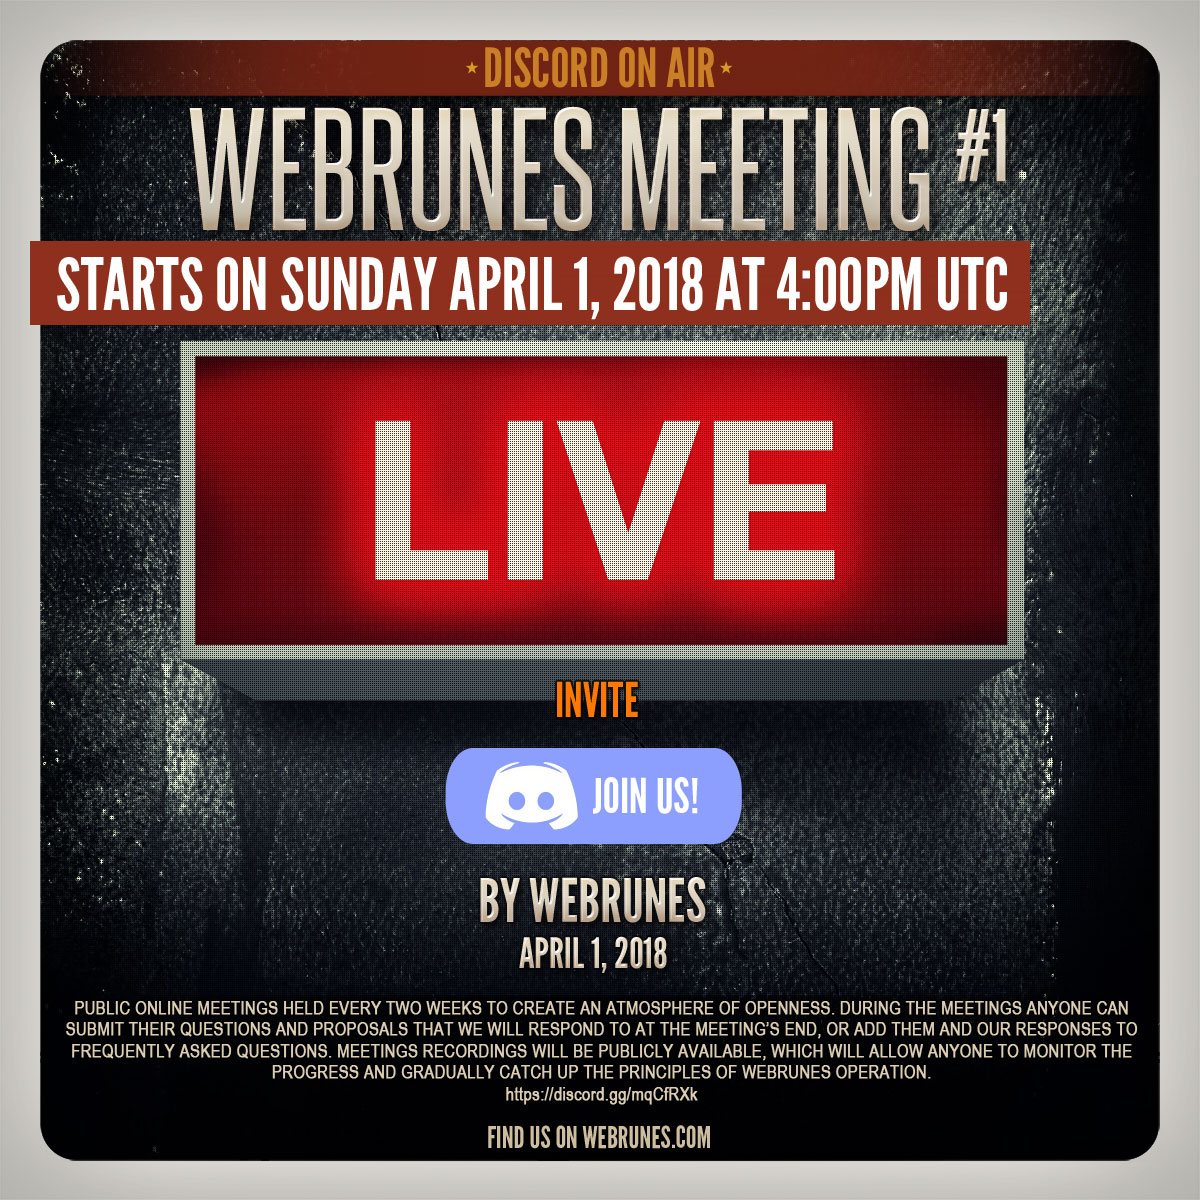 ★ DISCORD ON AIR ★
WEBRUNES MEETING #1
STARTS ON SUNDAY APRIL 1, 2018 AT 4:00PM UTC
LIVE
INVITE
JOIN US!
BY WEBRUNES
APRIL 1, 2018
PUBLIC ONLINE MEETINGS HELD EVERY TWO WEEKS TO CREATE AN ATMOSPHERE OF OPENNESS. DURING THE MEETINGS ANYONE CAN
SUBMIT THEIR QUESTIONS AND PROPOSALS THAT WE WILL RESPOND TO AT THE MEETING'S END, OR ADD THEM AND OUR RESPONSES TO
FREQUENTLY ASKED QUESTIONS. MEETINGS RECORDINGS WILL BE PUBLICLY AVAILABLE, WHICH WILL ALLOW ANYONE TO MONITOR THE
PROGRESS AND GRADUALLY CATCH UP THE PRINCIPLES OF WEBRUNES OPERATION.
https://discord.gg/mqCfRXk
FIND US ON WEBRUNES.COM